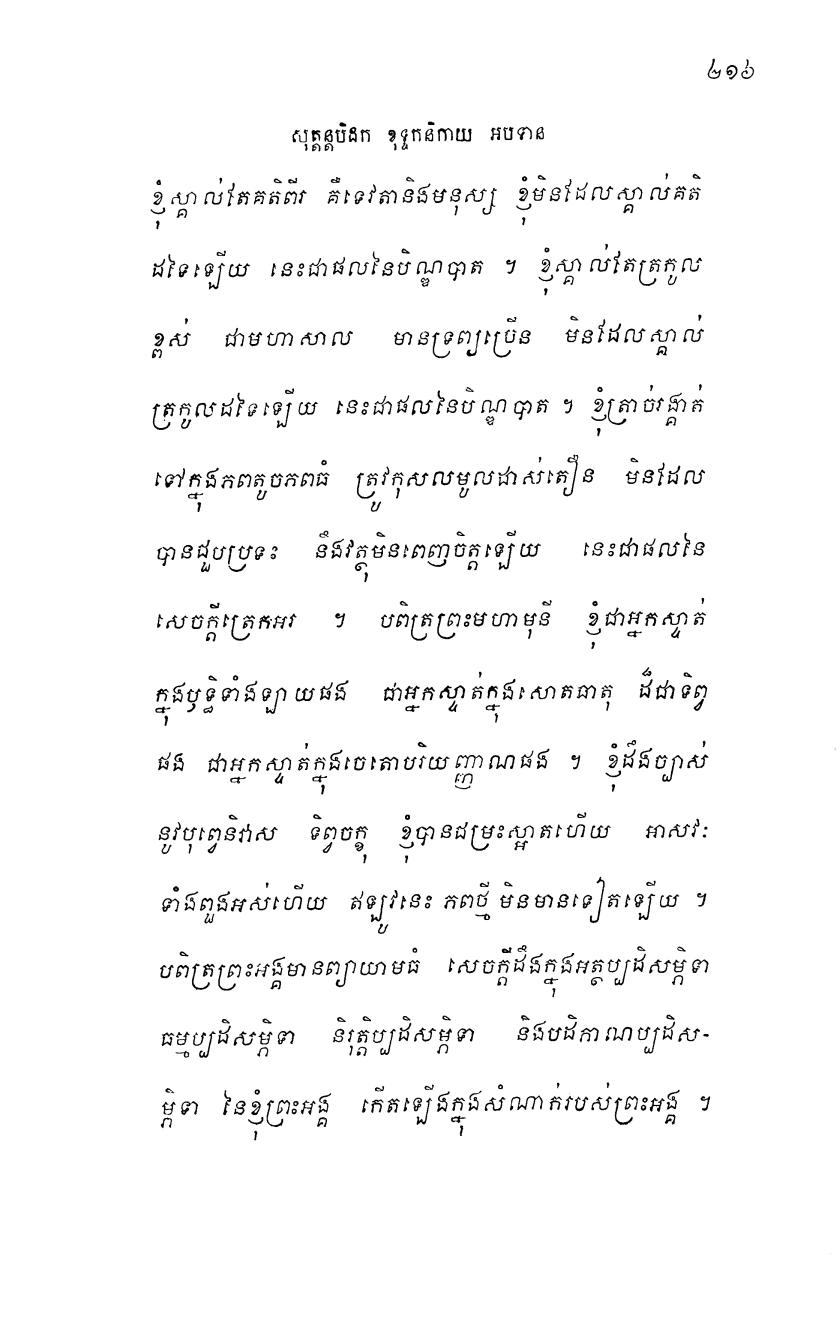 ២១៦
សុត្តន្តបិដក ខុទ្ទកនិកាយ អបទាន
ខ្ញុំស្គាល់តែគតិពីរ គឺទេវតានិងមនុស្ស ខ្ញុំមិនដែលស្គាល់គតិ
ដទៃឡើយ នេះជាផលនៃបិណ្ឌបាត ។ ខ្ញុំស្គាល់តែត្រកូល
ខ្ពស់ ជាមហាសាល មានទ្រព្យច្រើន មិនដែលស្គាល់
ត្រកូលដទៃឡើយ នេះជាផលនៃបិណ្ឌបាត ។ ខ្ញុំត្រាច់រង្គាត់
ទៅក្នុងភពតូចភពធំ ត្រូវកុសលមូលដាស់តឿន មិនដែល
បានជួបប្រទះ នឹងវត្ថុមិនពេញចិត្តឡើយ នេះជាផលនៃ
សេចក្តីត្រេកអរ ។ បពិត្រព្រះមហាមុនី ខ្ញុំជាអ្នកស្ទាត់
ក្នុងឫទ្ធិទាំងឡាយផង ជាអ្នកស្ទាត់ក្នុងសោតធាតុ ដ៏ជាទិព្វ
ផង ជាអ្នកស្ទាត់ក្នុងចេតោបរិយញ្ញាណផង ។ ខ្ញុំដឹងច្បាស់
នូវបុព្វេនិវាស ទិព្វចក្ខុ ខ្ញុំបានជម្រះស្អាតហើយ អាសវៈ
ទាំងពួងអស់ហើយ ឥឡូវនេះ ភពថ្មី មិនមានទៀតឡើយ ។
បពិត្រព្រះអង្គមានព្យាយាមធំ សេចក្តីដឹងក្នុងអត្ថប្បដិសម្ភិទា
ធម្មប្បដិសម្ភិទា និរុត្តិប្បដិសម្ភិទា និងបដិភាណប្បដិស-
ម្ភិទា នៃខ្ញុំព្រះអង្គ កើតឡើងក្នុងសំណាក់របស់ព្រះអង្គ ។